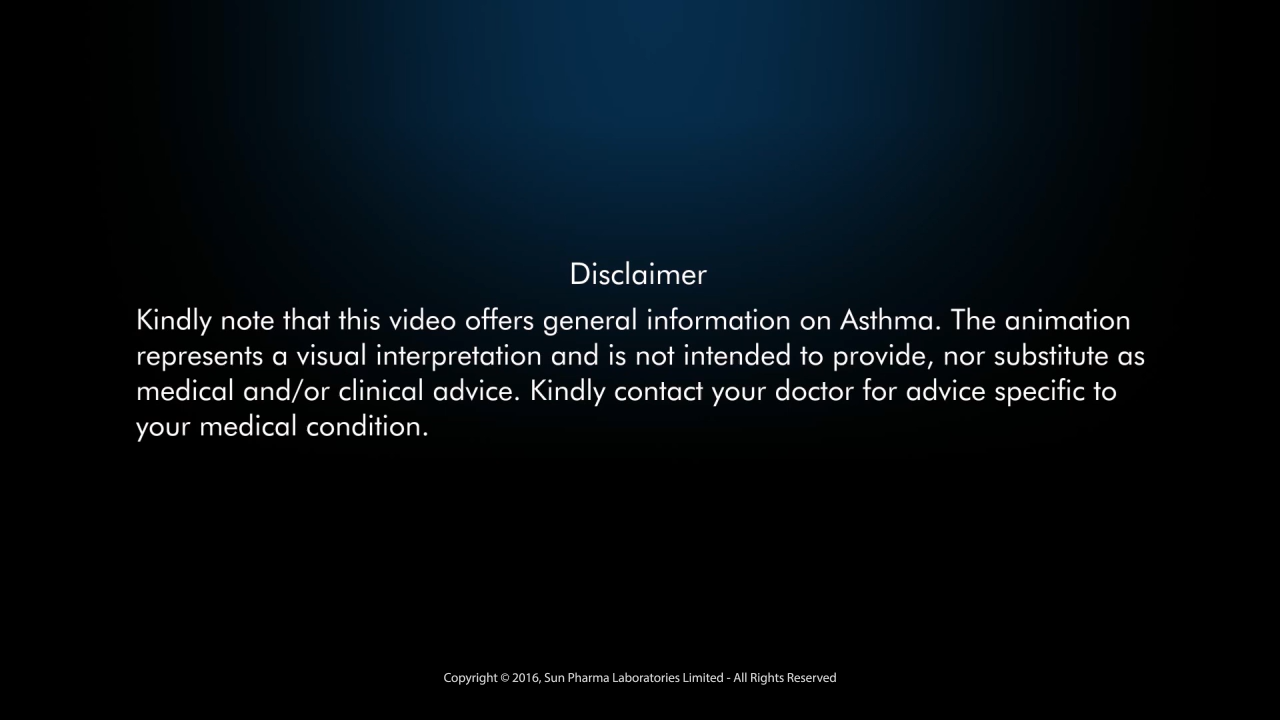 Disclaimer
Kindly note that this video offers general information on Asthma. The animation
represents a visual interpretation and is not intended to provide, nor substitute as
medical and/or clinical advice. Kindly contact your doctor for advice specific to
your medical condition.
Copyright © 2016, Sun Pharma Laboratories Limited - All Rights Reserved